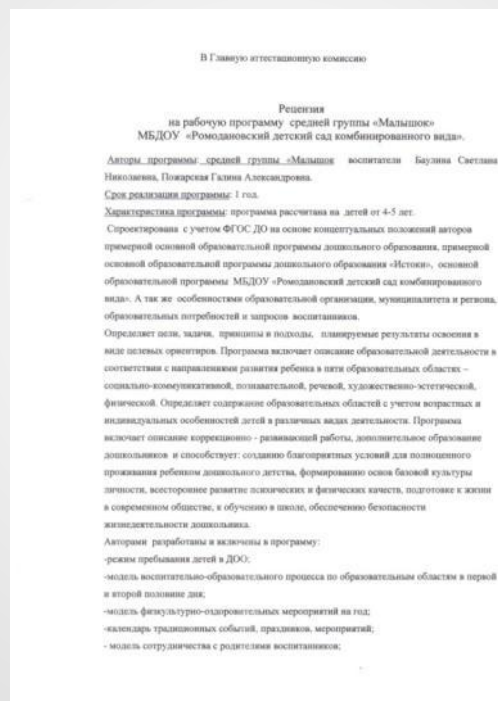 В Главную аттестационную комиссию
Рецензия
на рабочую программу средней группы «Малышок»
МБДОУ «Ромодановский детский сад комбинированного вида».
Авторы программы: средней группы «Малышок воспитатели Баулина Светлана
Николаевна, Пожарская Галина Александровна.
Срок реализации программы: 1 год.
Характеристика программы: программа рассчитана на детей от 4-5 лет.
Спроектирована с учетом ФГОС ДО на основе концептуальных положений авторов
примерной основной образовательной программы дошкольного образования, примерной
основной образовательной программы дошкольного образования «Истоки», основной
образовательной программы МБДОУ «Ромодановский детский сад комбинированного
вида». А так же особенностями образовательной организации, муниципалитета и региона,
образовательных потребностей и запросов воспитанников.
Определяет цели, задачи, принципы и подходы, планируемые результаты освоения в
виде целевых ориентиров. Программа включает описание образовательной деятельности в
соответствии с направлениями развития ребенка в пяти образовательных областях –
социально-коммуникативной, познавательной, речевой, художественно-эстетической,
физической. Определяет содержание образовательных областей с учетом возрастных и
индивидуальных особенностей детей в различных видах деятельности. Программа
включает описание коррекционно - развивающей работы, дополнительное образование
дошкольников и способствует: созданию благоприятных условий для полноценного
проживания ребенком дошкольного детства, формированию основ базовой культуры
личности, всестороннее развитие психических и физических качеств, подготовке к жизни
в современном обществе, к обучению в школе, обеспечению безопасности
жизнедеятельности дошкольника.
Авторами разработаны и включены в программу:
-режим пребывания детей в ДОО;
-модель воспитательно-образовательного процесса по образовательным областям в первой
и второй половине дня;
-модель физкультурно-оздоровительных мероприятий на год;
-календарь традиционных событий, праздников, мероприятий;
- модель сотрудничества с родителями воспитанников;